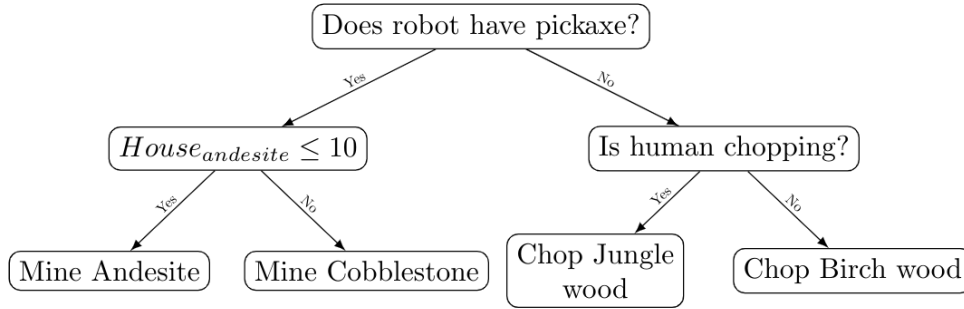 Does robot have pickaxe?
Yes
No
House_andesite ≤ 10
Is human chopping?
Yes
No
Yes
No
Mine Andesite
Mine Cobblestone
Chop Jungle
wood
Chop Birch wood